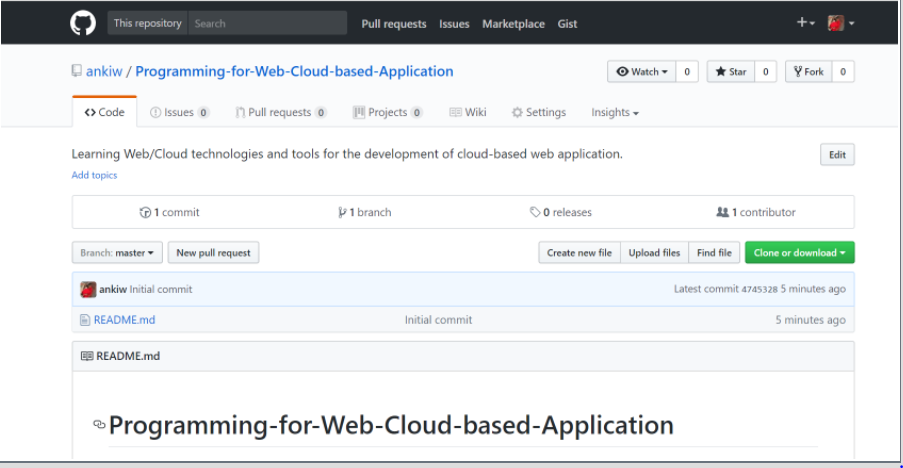 This repository Search Pull requests Issues Marketplace Gist
ankiw / Programming-for-Web-Cloud-based-Application Watch 0 Star 0 Fork 0
Code Issues 0 Pull requests 0 Projects 0 Wiki Settings Insights
Learning Web/Cloud technologies and tools for the development of cloud-based web application. Edit
Add topics
1 commit 1 branch 0 releases 1 contributor
Branch: master New pull request Create new file Upload files Find file Clone or download
ankiw Initial commit Latest commit 4745328 5 minutes ago
README.md Initial commit 5 minutes ago
README.md
Programming-for-Web-Cloud-based-Application